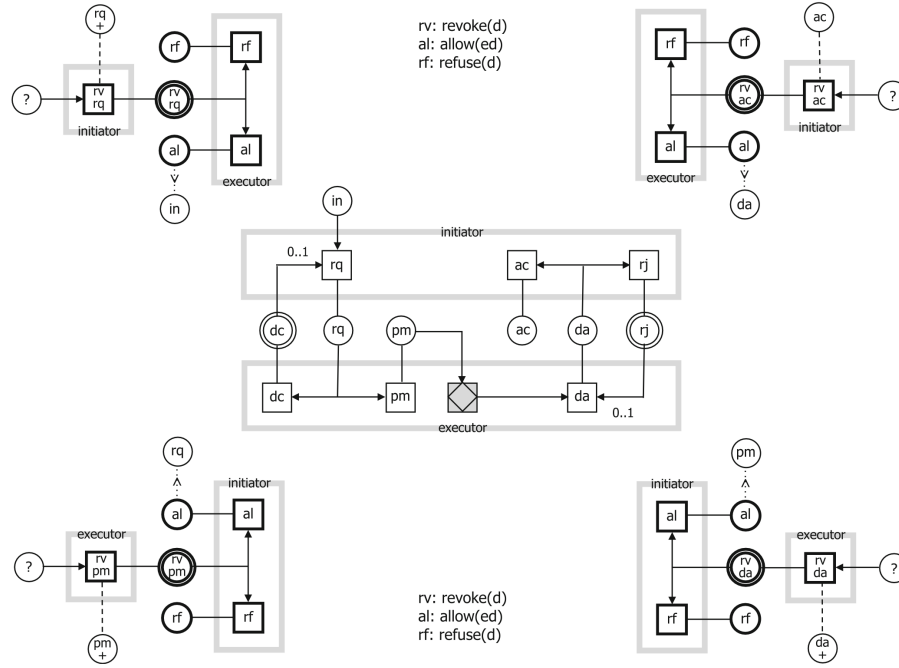 rq
+
rf
rf
?
rv
rq
rv
rq
initiator
al
al
executor
in
rv: revoke(d)
al: allow(ed)
rf: refuse(d)
ac
rf
rf
rv
ac
rv
ac
?
initiator
al
al
executor
da
in
initiator
0..1
rq
ac
rj
dc
rq
pm
ac
da
rj
dc
pm
da
0..1
executor
rq
initiator
al
al
executor
?
rv
pm
rv
pm
rf
rf
pm
+
rv: revoke(d)
al: allow(ed)
rf: refuse(d)
pm
initiator
al
al
executor
rv
da
rv
da
?
rf
rf
da
+